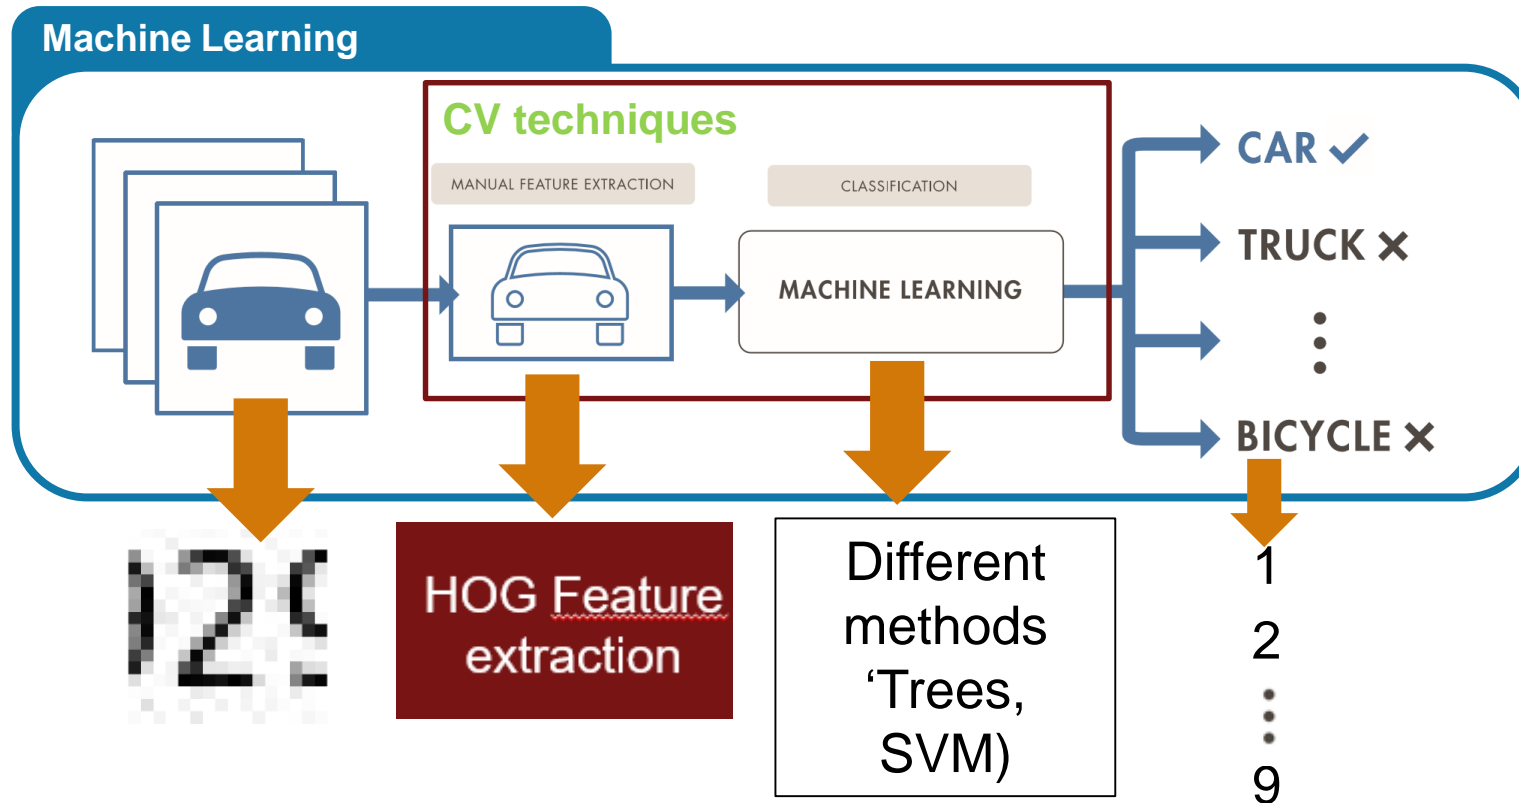 Machine Learning
CV techniques
MANUAL FEATURE EXTRACTION
CLASSIFICATION
MACHINE LEARNING
CAR ✓
TRUCK ×
⋮
BICYCLE ×
2
HOG Feature
extraction
Different
methods
‘Trees,
SVM)
1
2
⋮
9